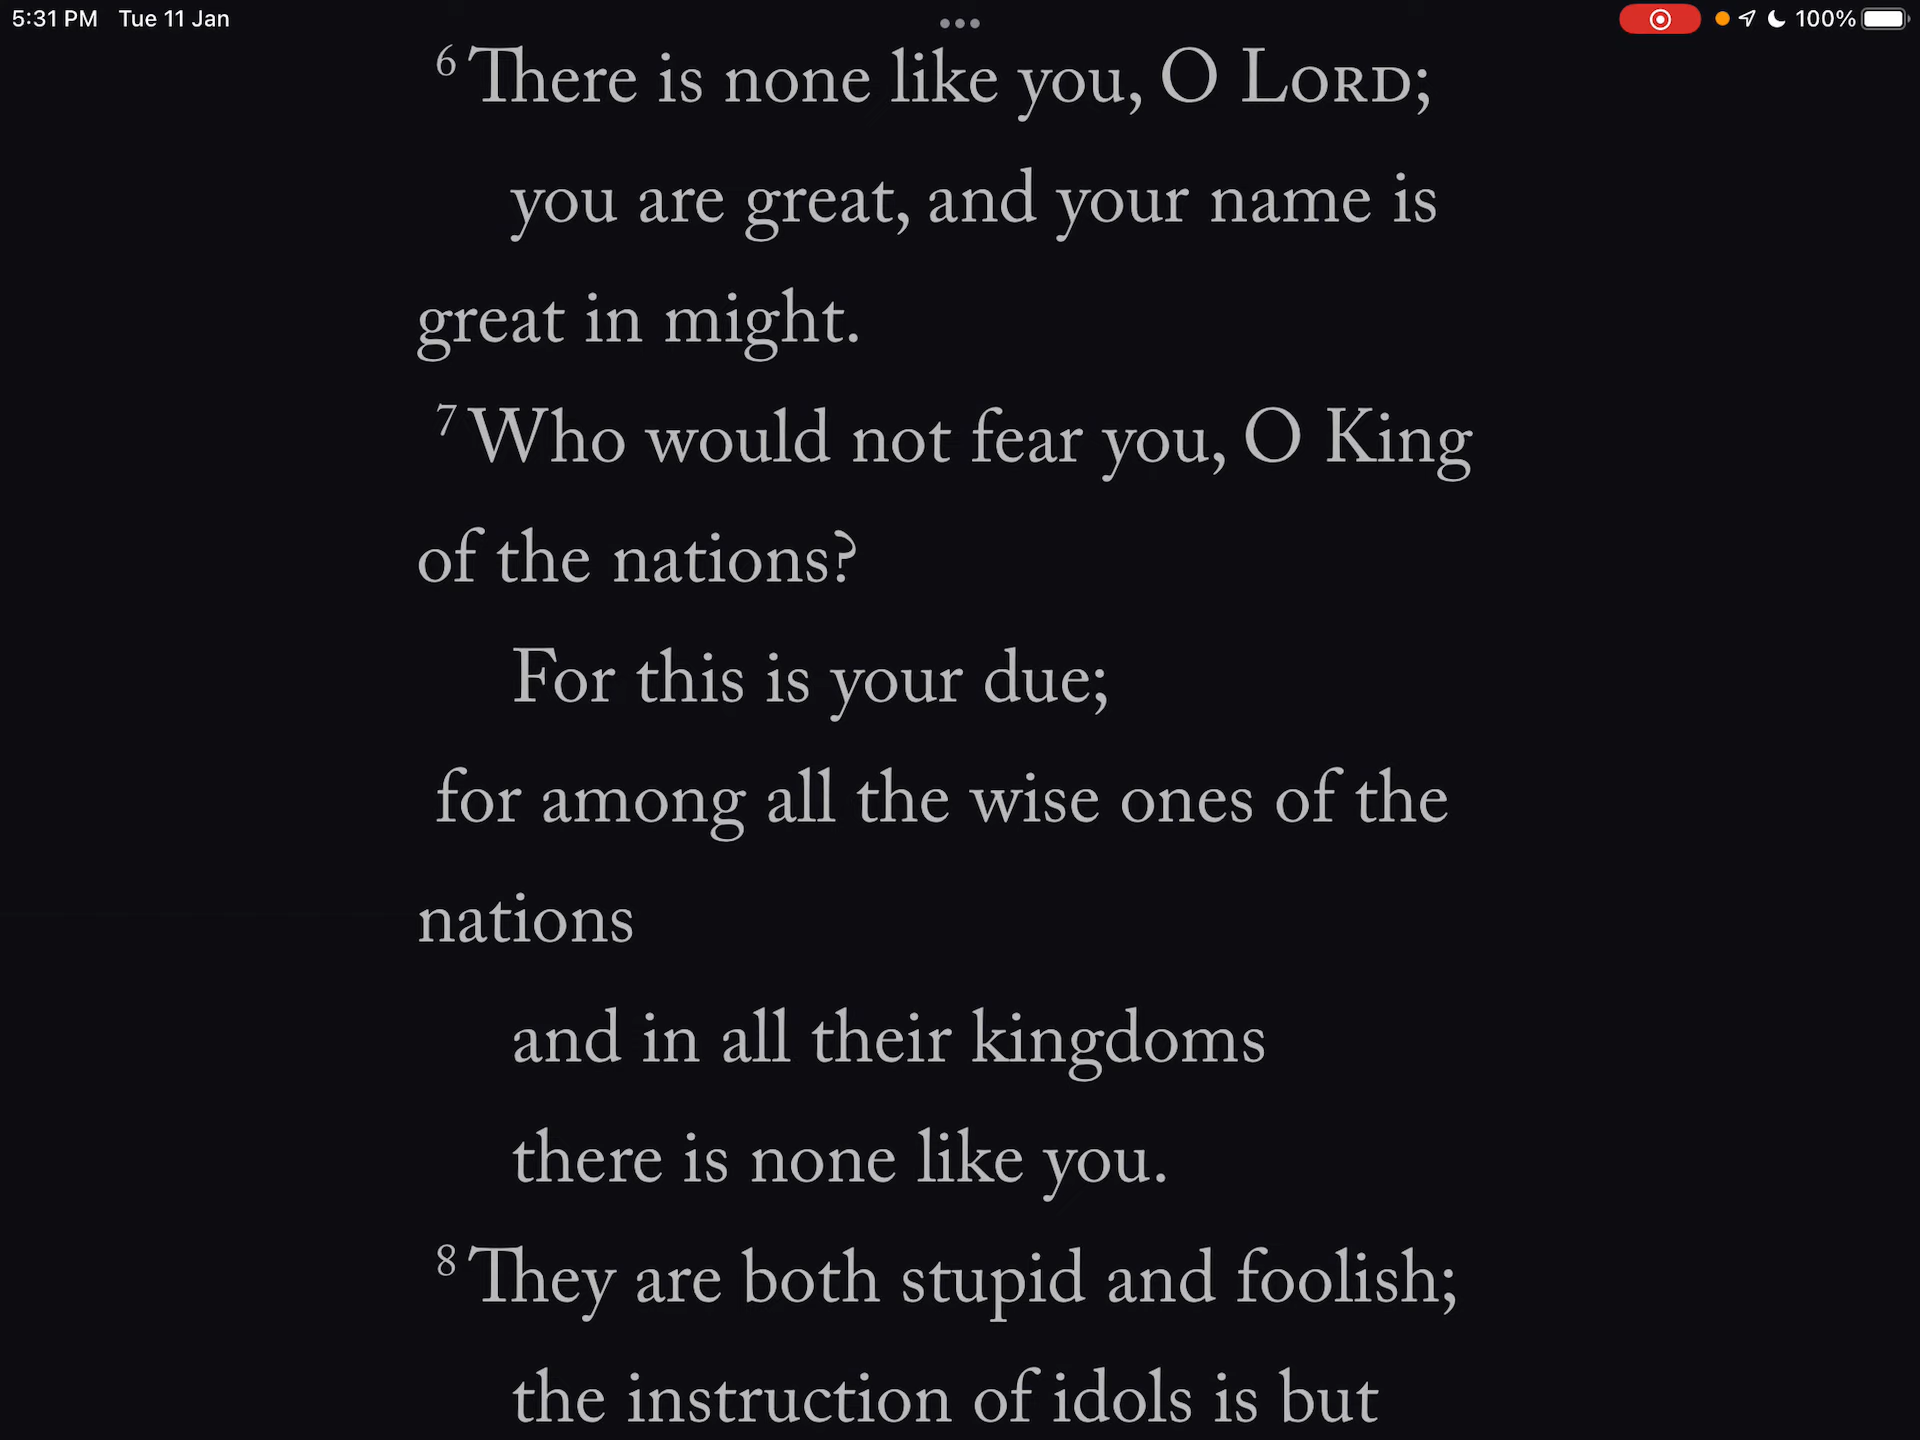 5:31 PM Tue 11 Jan 100%
6 There is none like you, O LORD;
you are great, and your name is
great in might.
7 Who would not fear you, O King
of the nations?
For this is your due;
for among all the wise ones of the
nations
and in all their kingdoms
there is none like you.
8 They are both stupid and foolish;
the instruction of idols is but